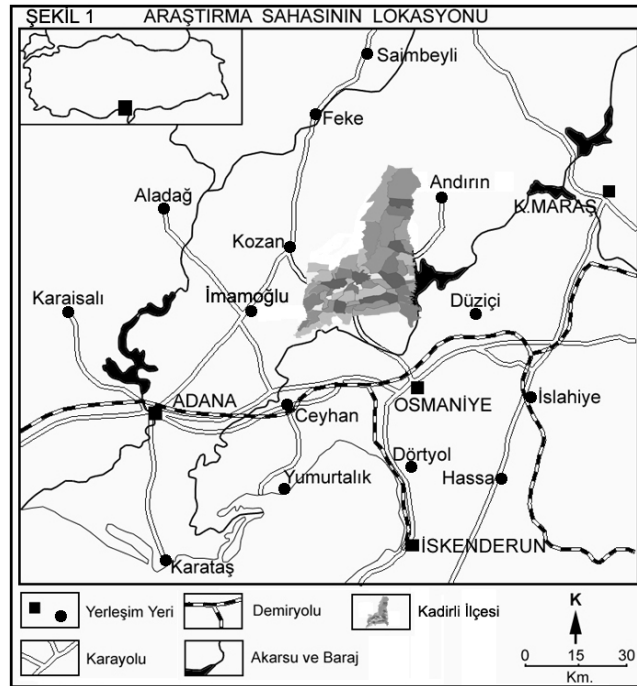 ŞEKİL 1 ARAŞTIRMA SAHASININ LOKASYONU
Saimbeyli
Feke
Aladağ
Andırın
K.MARAŞ
Kozan
Karaisalı
İmamoğlu
Düziçi
ADANA
Ceyhan
OSMANİYE
İslahiye
Dörtyol
Yumurtalık
Hassa
İSKENDERUN
Karataş
Yerleşim Yeri
Demiryolu
Kadirli İlçesi
K
Karayolu
Akarsu ve Baraj
0 15 30
Km.